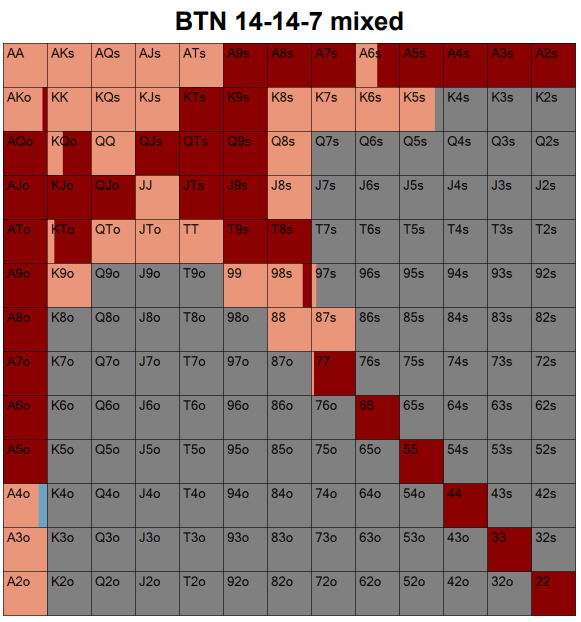 BTN 14-14-7 mixed
AA AKs AQs AJs ATs A9s A8s A7s A6s A5s A4s A3s A2s
AKo KK KQs KJs KTs K9s K8s K7s K6s K5s K4s K3s K2s
AQo KQo QQ QJs QTs Q9s Q8s Q7s Q6s Q5s Q4s Q3s Q2s
AJo KJo QJo JJ JTs J9s J8s J7s J6s J5s J4s J3s J2s
ATo KTo QTo JTo TT T9s T8s T7s T6s T5s T4s T3s T2s
A9o K9o Q9o J9o T9o 99 98s 97s 96s 95s 94s 93s 92s
A8o K8o Q8o J8o T8o 98o 88 87s 86s 85s 84s 83s 82s
A7o K7o Q7o J7o T7o 97o 87o 77 76s 75s 74s 73s 72s
A6o K6o Q6o J6o T6o 96o 86o 76o 66 65s 64s 63s 62s
A5o K5o Q5o J5o T5o 95o 85o 75o 65o 55 54s 53s 52s
A4o K4o Q4o J4o T4o 94o 84o 74o 64o 54o 44 43s 42s
A3o K3o Q3o J3o T3o 93o 83o 73o 63o 53o 43o 33 32s
A2o K2o Q2o J2o T2o 92o 82o 72o 62o 52o 42o 32o 22